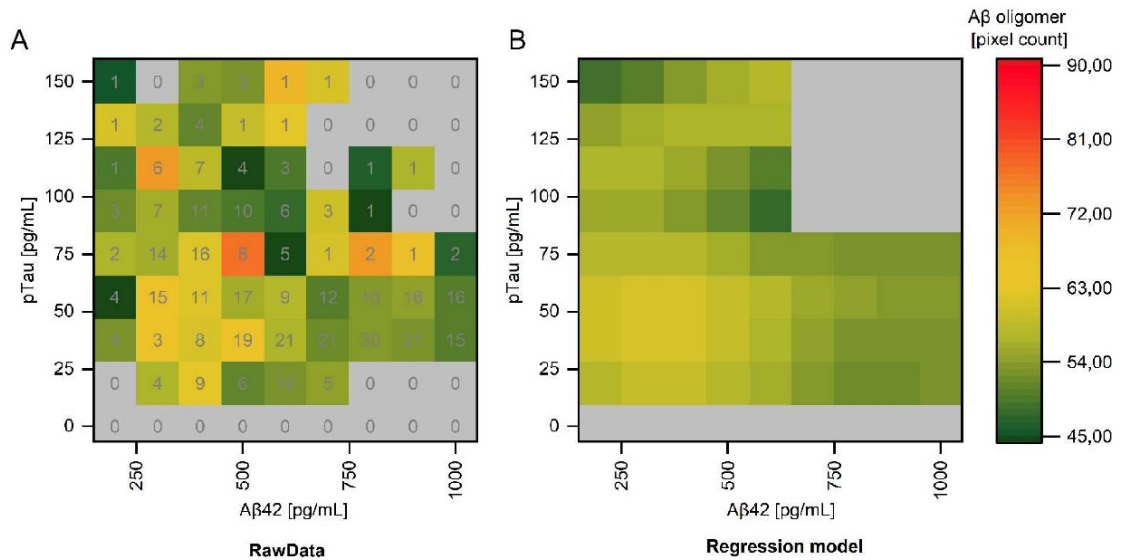 A
B
Aβ oligomer
[pixel count]
150
125
100
75
50
25
0
pTau [pg/mL]
1 0 3 3 1 1 0 0 0
1 2 4 1 1 0 0 0 0
1 6 7 4 3 0 1 1 0
3 7 11 10 6 3 1 0 0
2 14 16 8 5 1 2 1 2
4 15 11 17 9 12 10 16 16
3 8 19 21 21 15
0 4 9 6 5 0 0 0
0 0 0 0 0 0 0 0 0
250 500 750 1000
Aβ42 [pg/mL]
RawData
150
125
100
75
50
25
0
pTau [pg/mL]
250 500 750 1000
Aβ42 [pg/mL]
Regression model
90,00
81,00
72,00
63,00
54,00
45,00